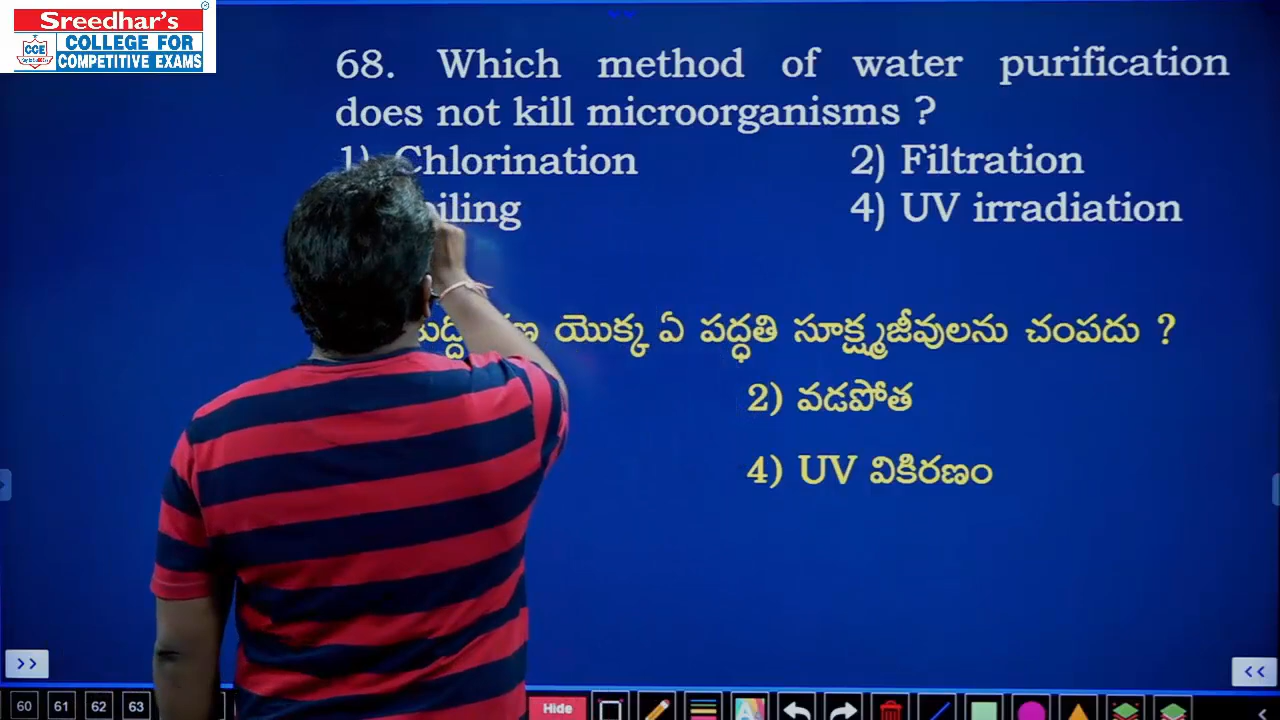 Sreedhar's
CCE
COLLEGE FOR
COMPETITIVE EXAMS
68. Which method of water purification
does not kill microorganisms ?
1) Chlorination 2) Filtration
4) UV irradiation
యొక్క ఏ పద్ధతి సూక్ష్మజీవులను చంపదు ?
2) వడపోత
4) UV వికిరణం
>> <<
60 61 62 63 Hide